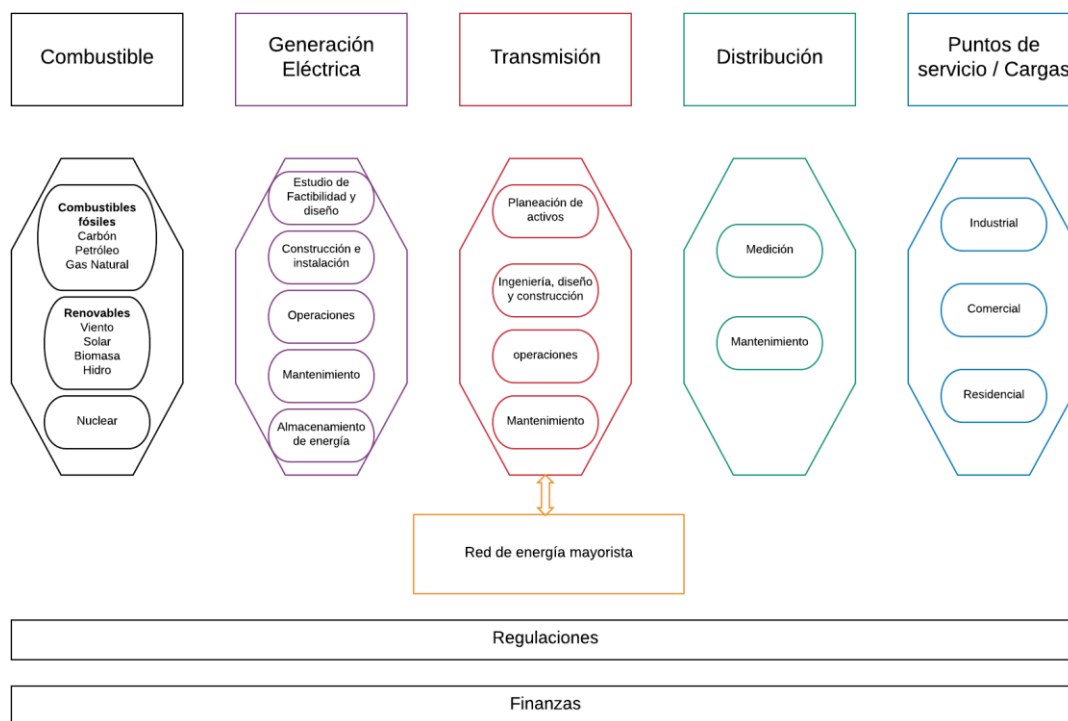 Combustible
Generación
Eléctrica
Transmisión
Distribución
Puntos de
servicio / Cargas
Combustibles
fósiles
Carbón
Petróleo
Gas Natural
Renovables
Viento
Solar
Biomasa
Hidro
Nuclear
Estudio de
Factibilidad y
diseño
Construcción e
instalación
Operaciones
Mantenimiento
Almacenamiento
de energía
Planeación de
activos
Ingeniería, diseño
y construcción
operaciones
Mantenimiento
Medición
Mantenimiento
Industrial
Comercial
Residencial
Red de energía mayorista
Regulaciones
Finanzas